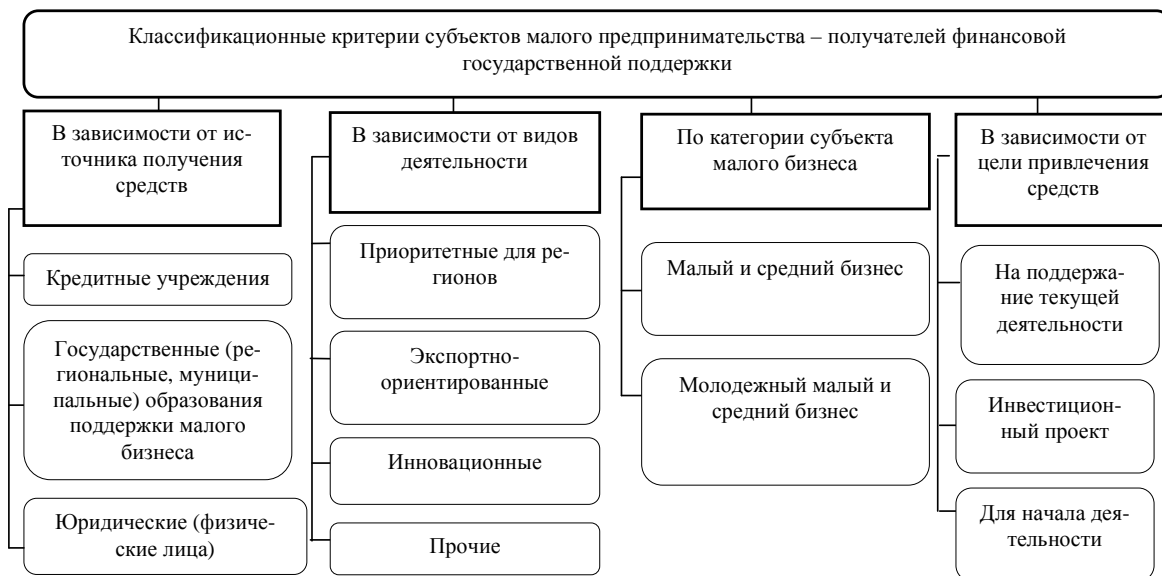 Классификационные критерии субъектов малого предпринимательства – получателей финансовой
государственной поддержки
В зависимости от ис-
точника получения
средств
Кредитные учреждения
Государственные (ре-
гиональные, муници-
пальные) образования
поддержки малого
бизнеса
Юридические (физиче-
ские лица)
В зависимости от видов
деятельности
Приоритетные для ре-
гионов
Экспортно-
ориентированные
Инновационные
Прочие
По категории субъекта
малого бизнеса
Малый и средний бизнес
Молодежный малый и
средний бизнес
В зависимости от
цели привлечения
средств
На поддержа-
ние текущей
деятельности
Инвестицион-
ный проект
Для начала дея-
тельности